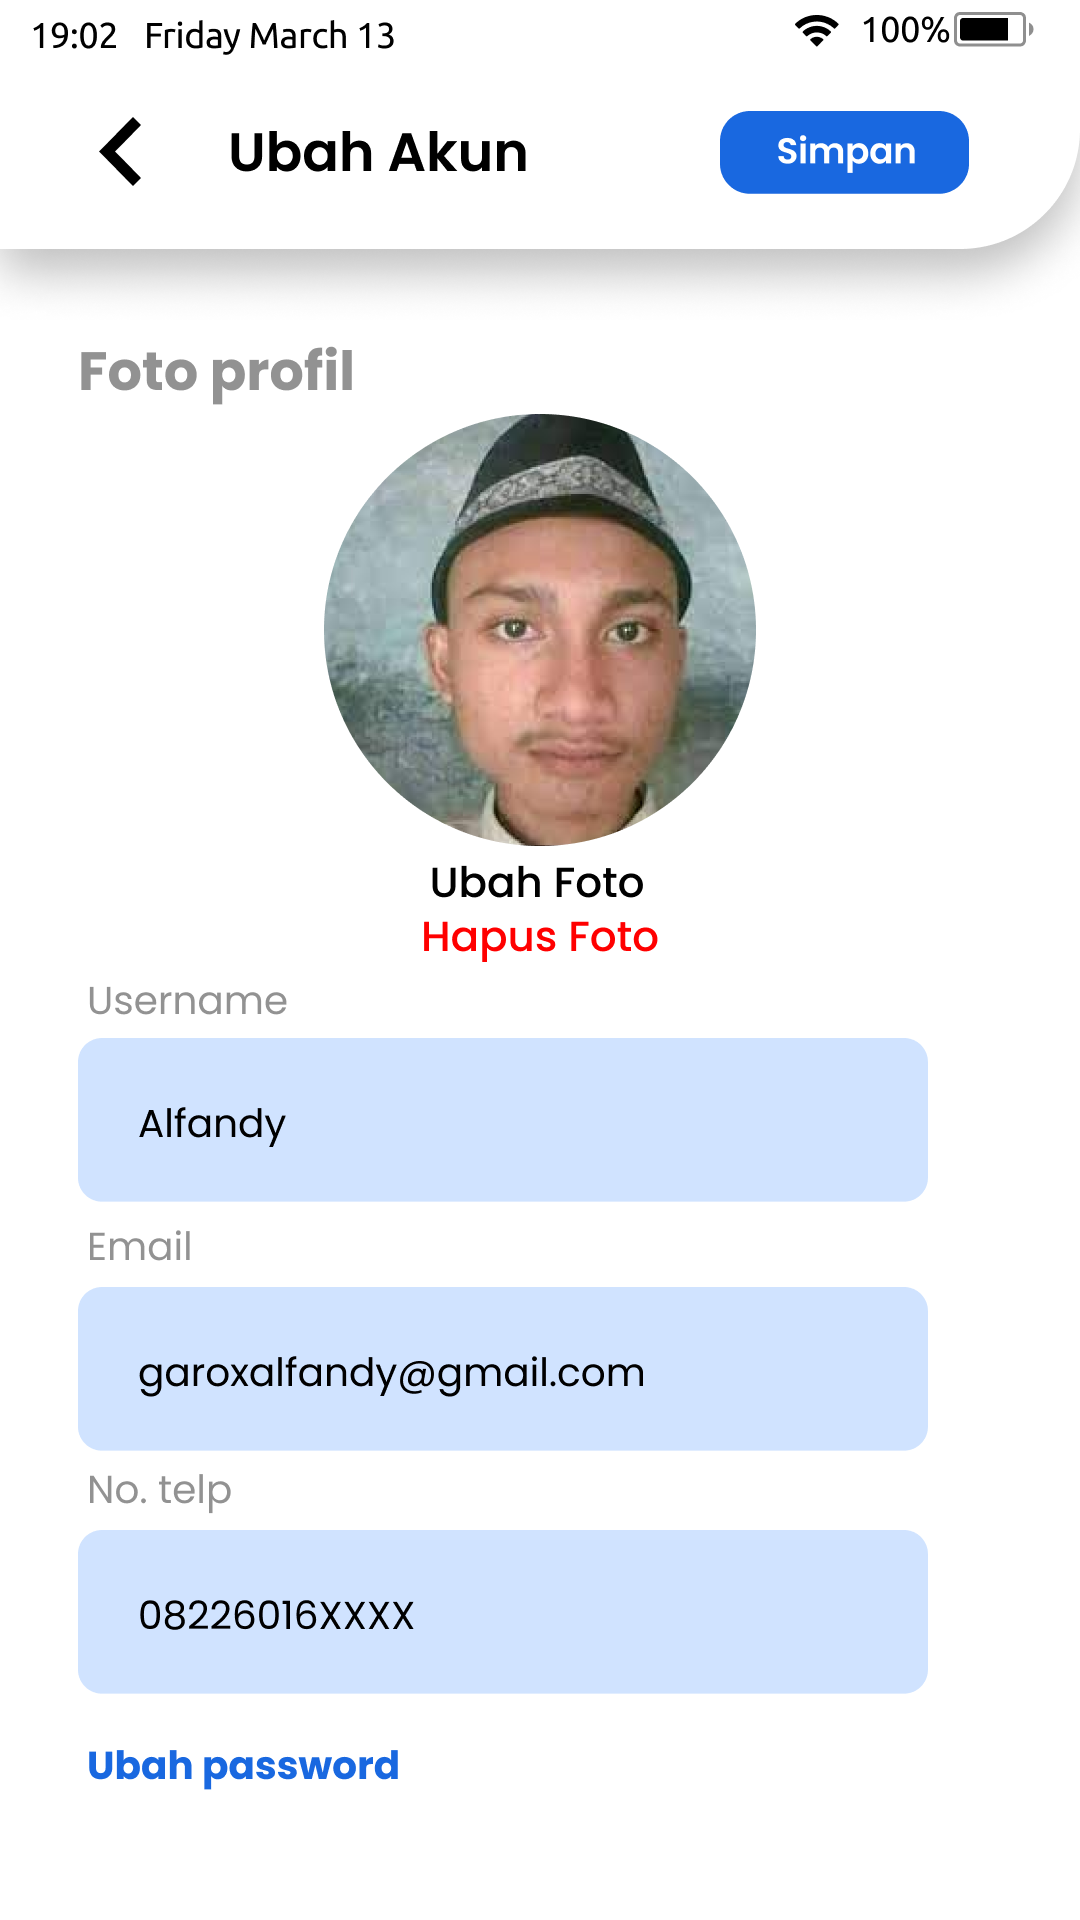 19:02 Friday March 13 100%
Ubah Akun Simpan
Foto profil
Ubah Foto
Hapus Foto
Username
Alfandy
Email
garoxalfandy@gmail.com
No. telp
08226016XXXX
Ubah password